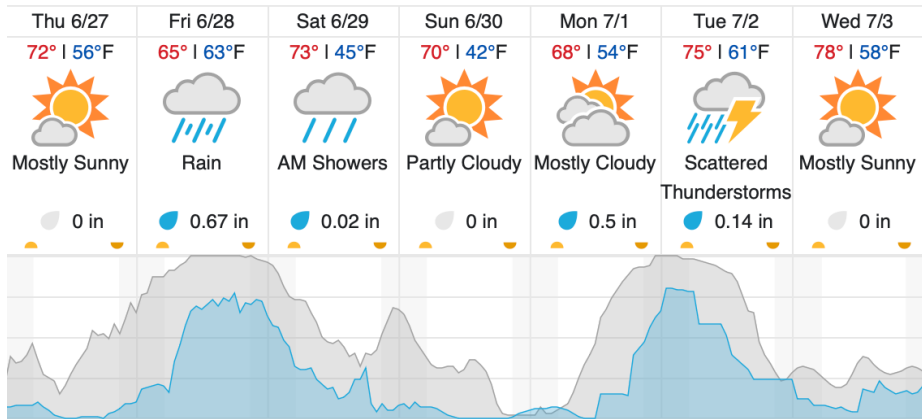 Thu 6/27
Fri 6/28
Sat 6/29
Sun 6/30
Mon 7/1
Tue 7/2
Wed 7/3
72° | 56°F
65° | 63°F
73° | 45°F
70° | 42°F
68° | 54°F
75° | 61°F
78° | 58°F
Mostly Sunny
Rain
AM Showers
Partly Cloudy
Mostly Cloudy
Scattered
Thunderstorms
Mostly Sunny
0 in
0.67 in
0.02 in
0 in
0.5 in
0.14 in
0 in